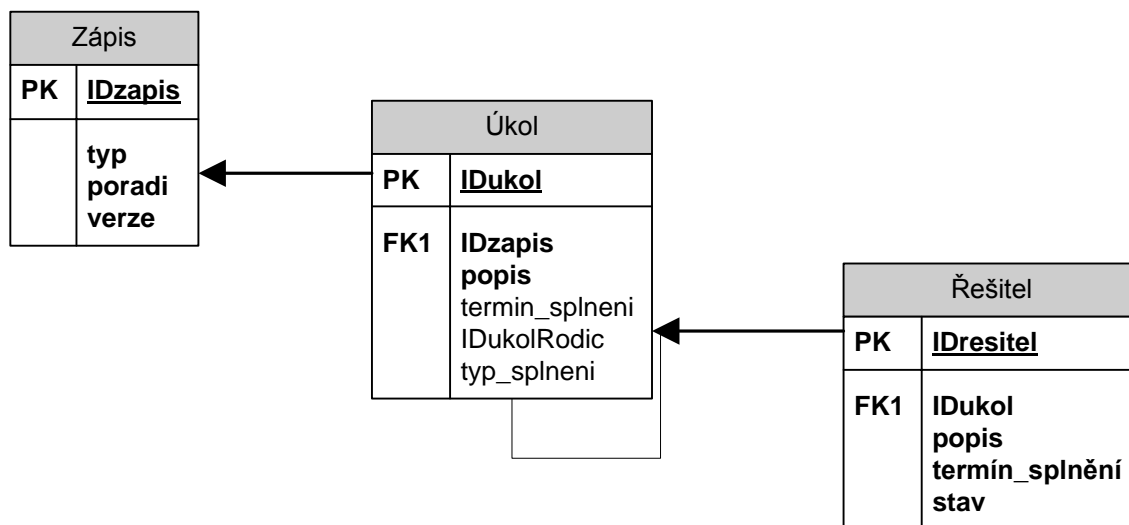 Zápis
PK IDzapis
typ
poradi
verze
Úkol
PK IDukol
FK1 IDzapis
popis
termin_splneni
IDukolRodic
typ_splneni
Řešitel
PK IDresitel
FK1 IDukol
popis
termín_splnění
stav